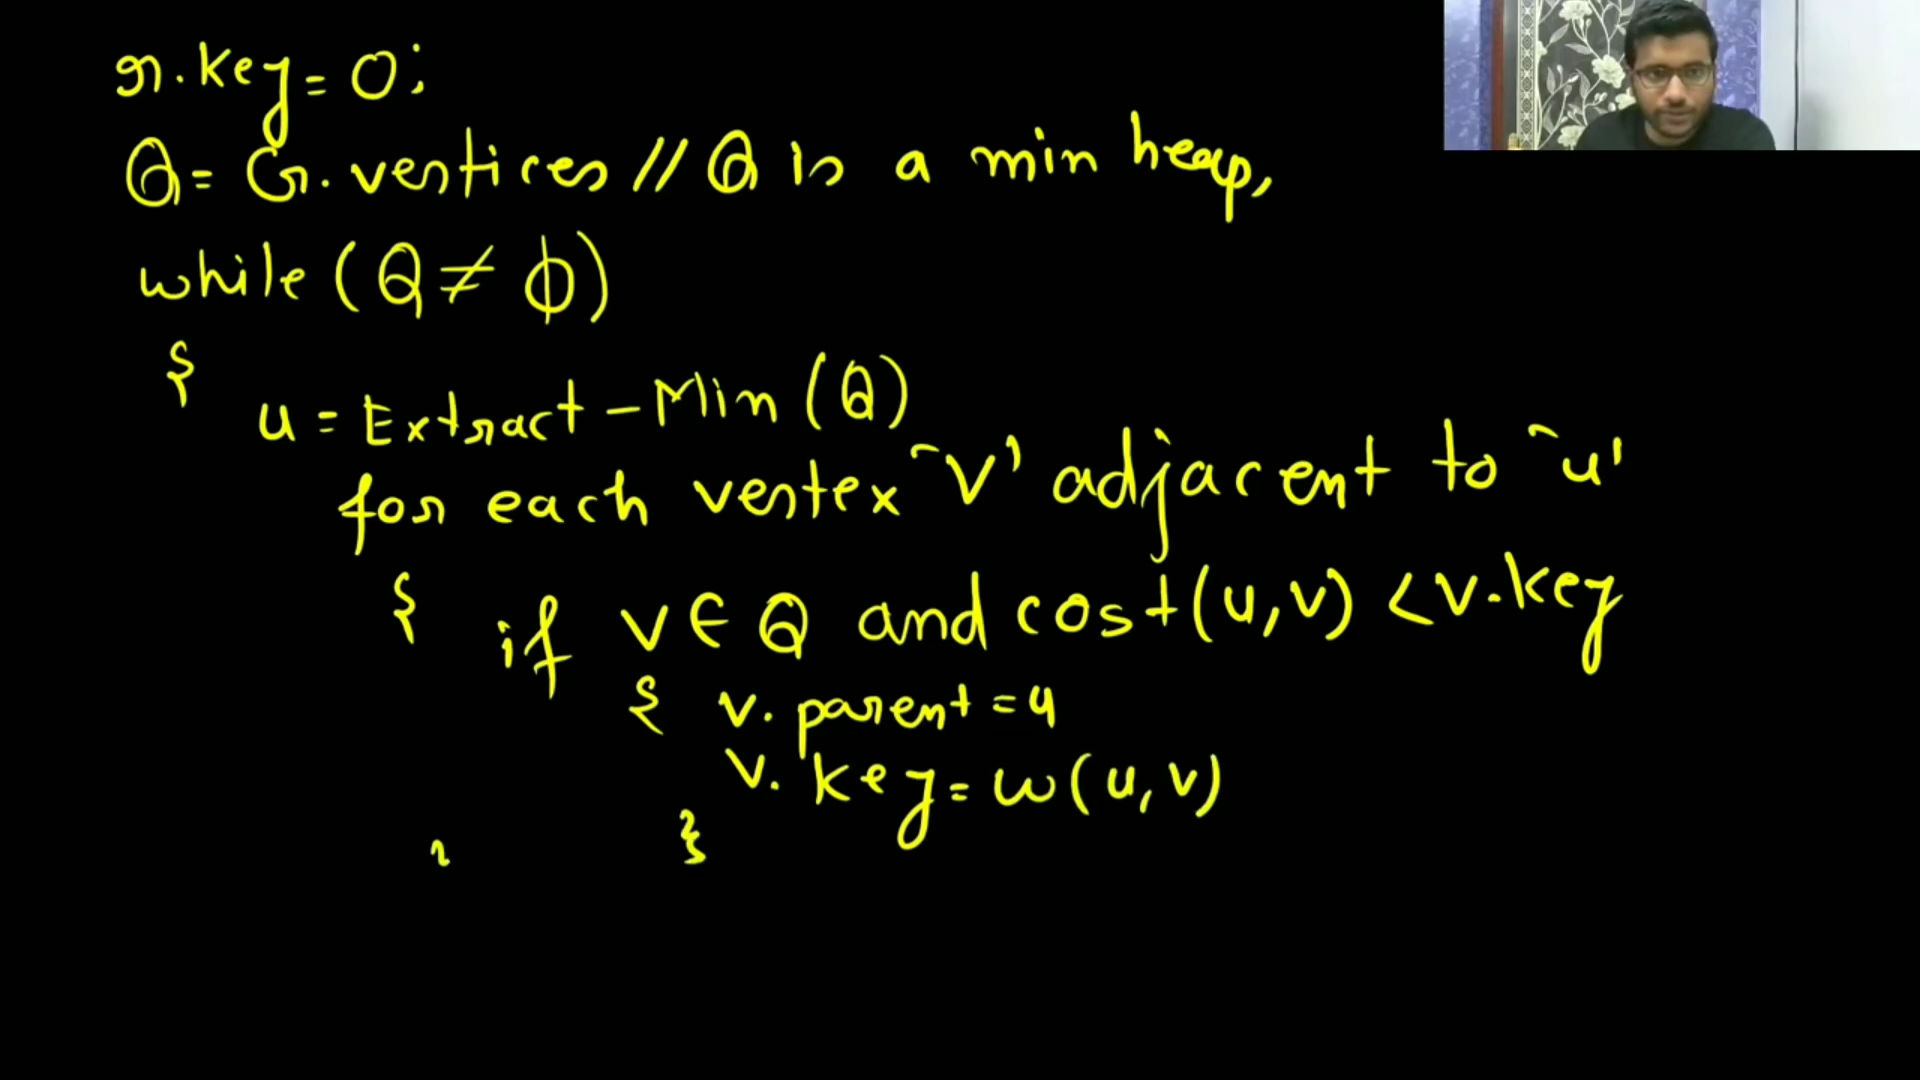 r.key = 0;
Q = G.vertices // Q is a min heap,
while (Q ≠ ϕ)
{
u = Extract - Min (Q)
for each vertex `v' adjacent to `u'
{
if v ∈ Q and cost(u,v) < v.key
{ v.parent = u
v.key = w(u,v)
}